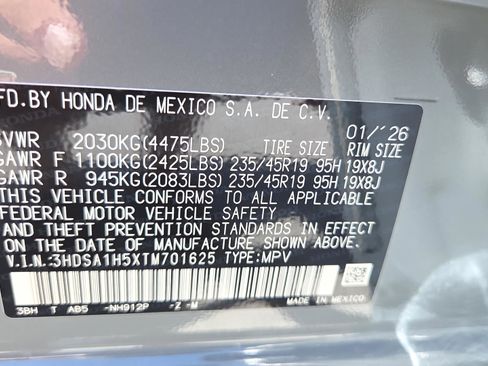 FD.BY HONDA DE MEXICO S.A. DE C.V.
VWR 2030KG(4475LBS) TIRE SIZE 01/'26 RIM SIZE
GAWR F 1100KG(2425LBS) 235/45R19 95H 19X8J
GAWR R 945KG(2083LBS) 235/45R19 95H 19X8J
THIS VEHICLE CONFORMS TO ALL APPLICABLE
FEDERAL MOTOR VEHICLE SAFETY
AND THEFT PREVENTION STANDARDS IN EFFECT ON THE DATE OF MANUFACTURE SHOWN ABOVE.
V.I.N.:3HDSA1H5XTM701625 TYPE:MPV
3BH T AB5 -NH912P -Z -M
MADE IN MEXICO